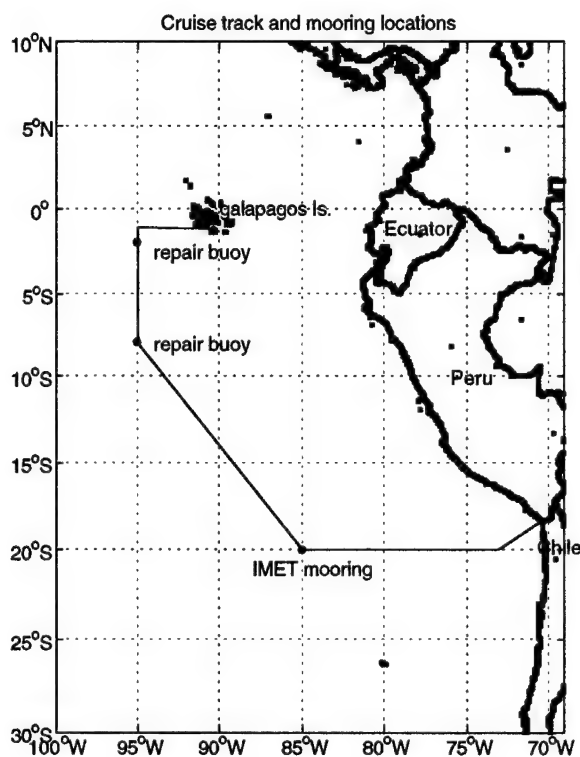 Cruise track and mooring locations
10°N
5°N
galapagos Is.
0°
Ecuador
repair buoy
5°S
repair buoy
10°S
Peru
15°S
20°S
Chile
IMET mooring
25°S
30°S
100°W 95°W 90°W 85°W 80°W 75°W 70°W